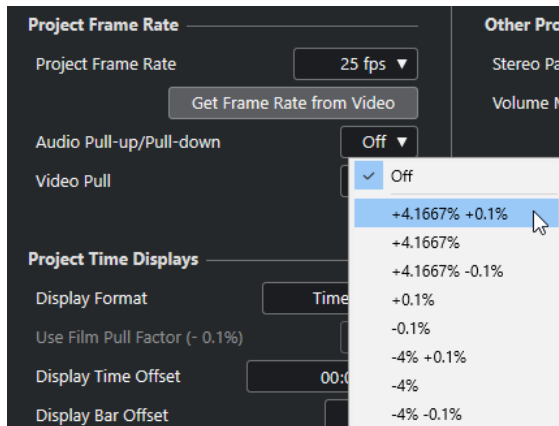 Project Frame Rate
Other Pro
Project Frame Rate 25 fps
Stereo Pa
Get Frame Rate from Video
Volume M
Audio Pull-up/Pull-down Off
Video Pull
Off
+4.1667% +0.1%
+4.1667%
+4.1667% -0.1%
+0.1%
-0.1%
-4% +0.1%
-4%
-4% -0.1%
Project Time Displays
Display Format Time
Use Film Pull Factor (- 0.1%)
Display Time Offset 00:0
Display Bar Offset